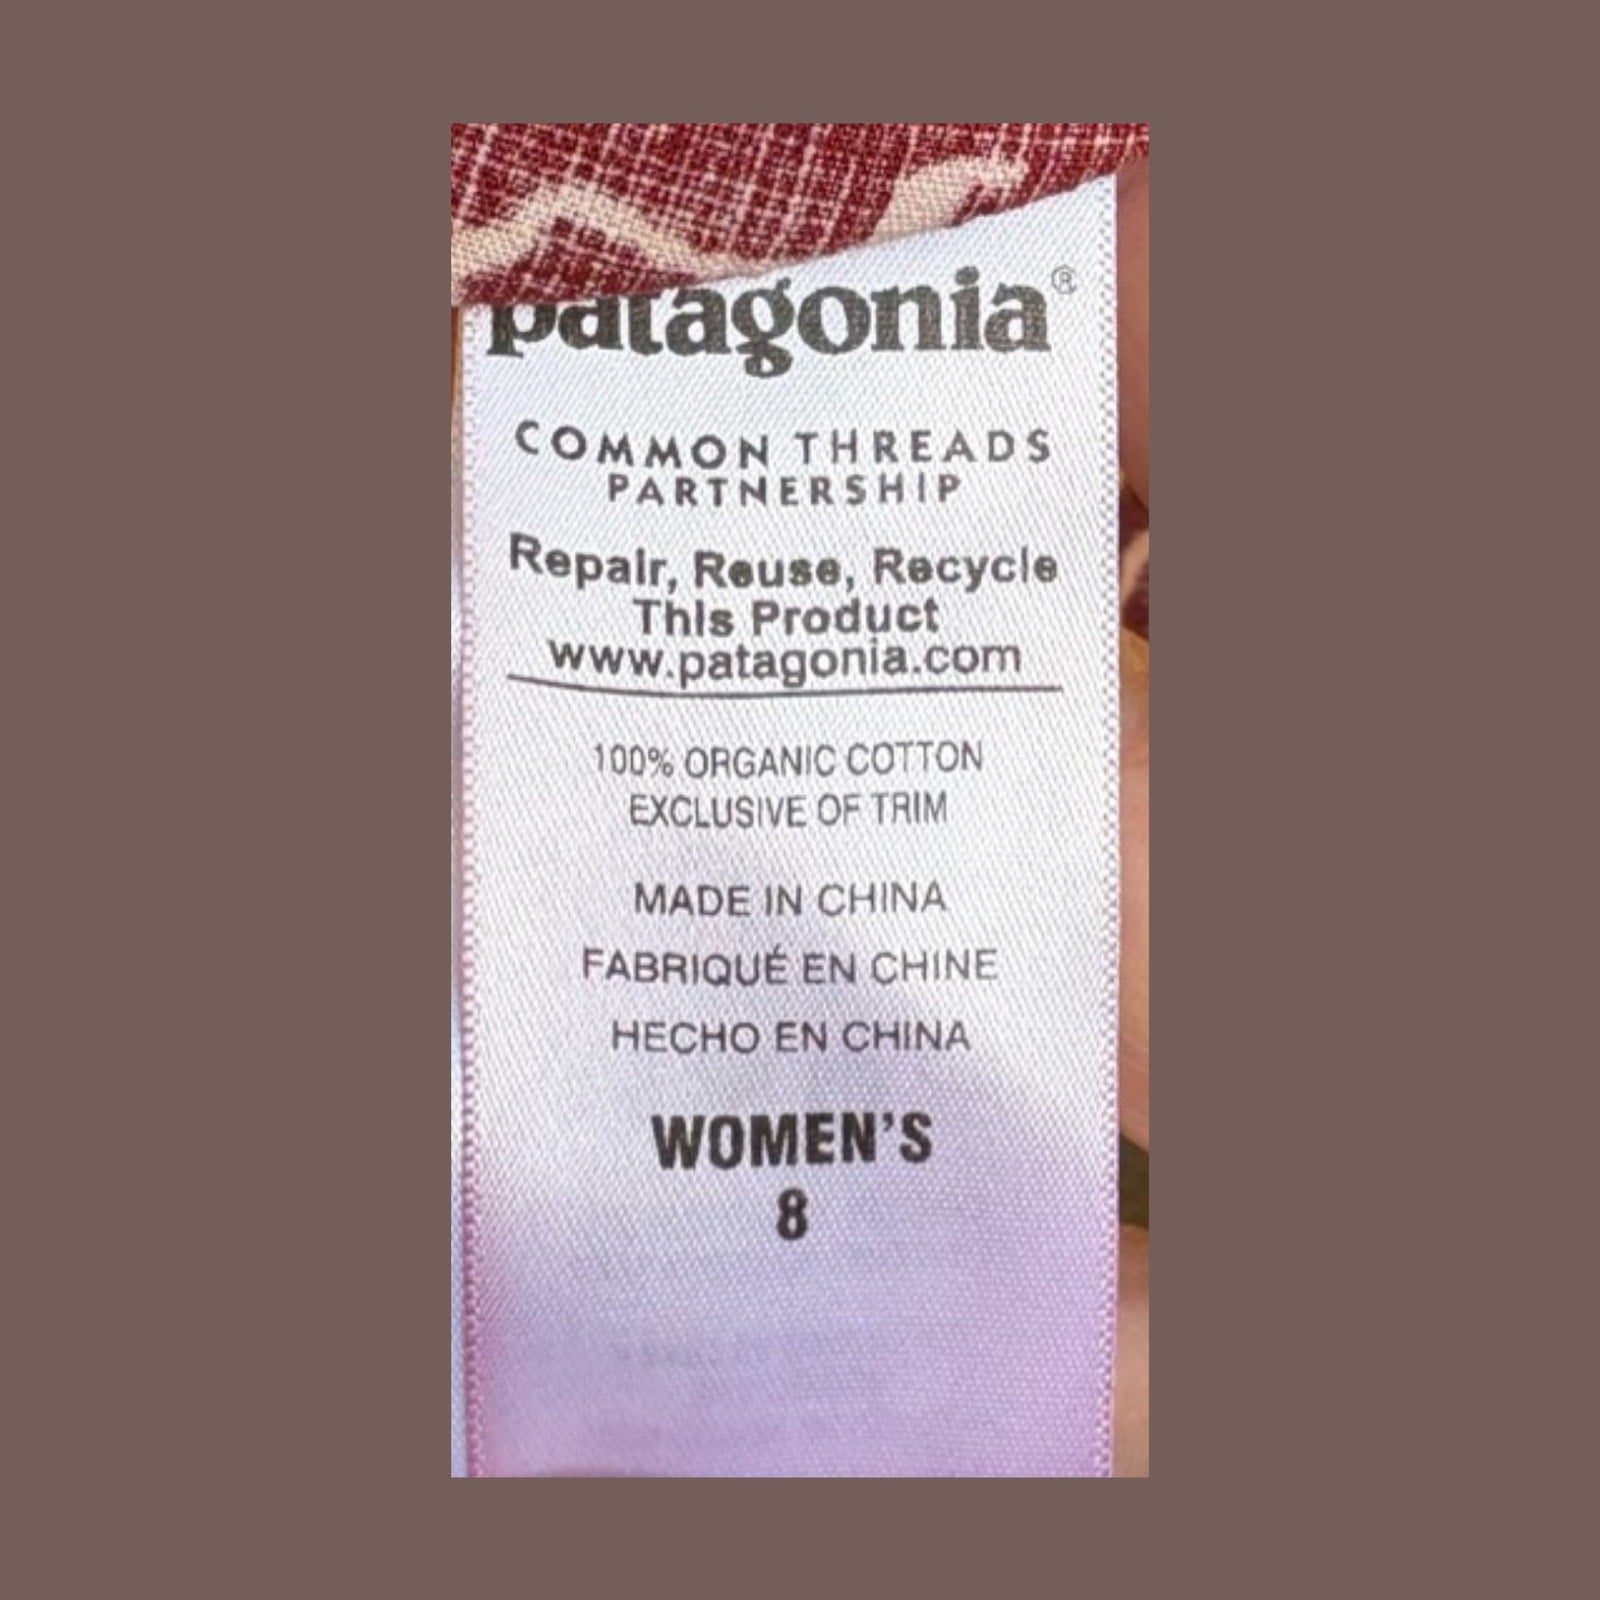 patagonia®
COMMON THREADS
PARTNERSHIP
Repair, Reuse, Recycle
This Product
www.patagonia.com
100% ORGANIC COTTON
EXCLUSIVE OF TRIM
MADE IN CHINA
FABRIQUÉ EN CHINE
HECHO EN CHINA
WOMEN'S
8